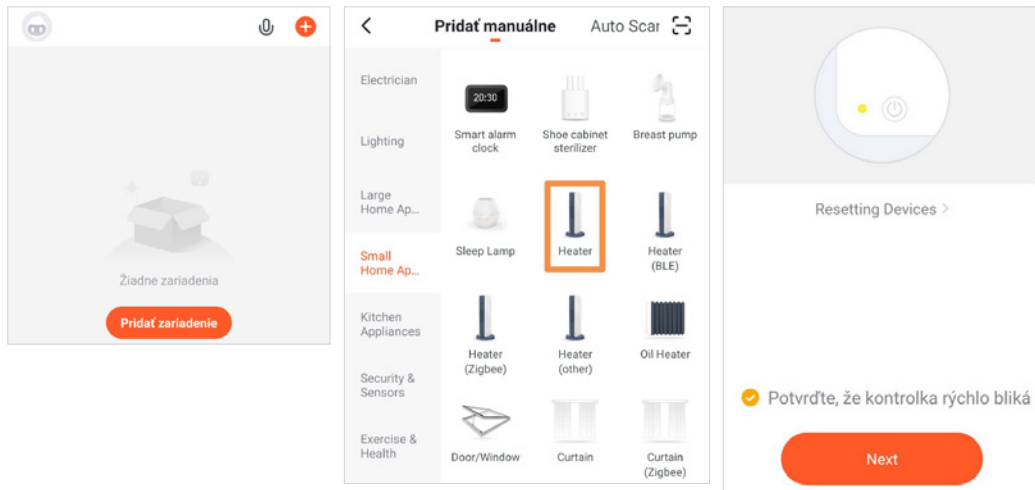 Žiadne zariadenia
Pridať zariadenie
Pridať manuálne
Auto Scar
Electrician
Lighting
Large
Home Ap...
Small
Home Ap...
Kitchen
Appliances
Security &
Sensors
Exercise &
Health
20:30
Smart alarm
clock
Shoe cabinet
sterilizer
Breast pump
Sleep Lamp
Heater
Heater
(BLE)
Heater
(Zigbee)
Heater
(other)
Oil Heater
Door/Window
Curtain
Curtain
(Zigbee)
Resetting Devices >
Potvrďte, že kontrolka rýchlo bliká
Next